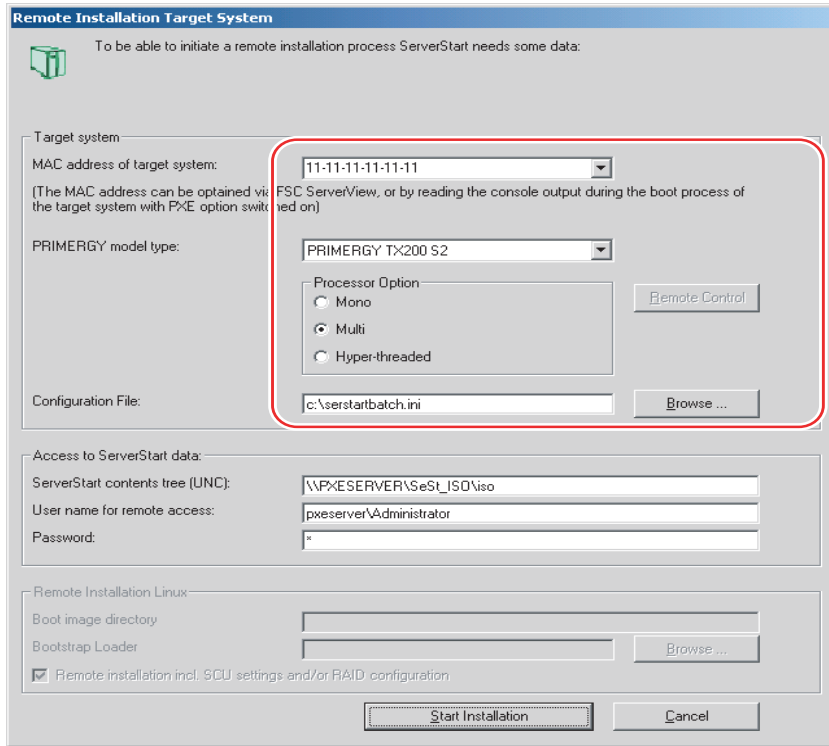 Remote Installation Target System
To be able to initiate a remote installation process ServerStart needs some data:
Target system
MAC address of target system:
11-11-11-11-11-11
(The MAC address can be optained via FSC ServerView, or by reading the console output during the boot process of
the target system with PXE option switched on)
PRIMERGY model type:
PRIMERGY TX200 S2
Processor Option
Mono
Remote Control
Multi
Hyper-threaded
Configuration File:
c:\serstartbatch.ini
Browse ...
Access to ServerStart data:
ServerStart contents tree (UNC):
\\PXESERVER\SeSt_ISO\iso
User name for remote access:
pxeserver\Administrator
Password:
*
Remote Installation Linux
Boot image directory
Bootstrap Loader
Browse ...
Remote installation incl. SCU settings and/or RAID configuration
Start Installation
Cancel